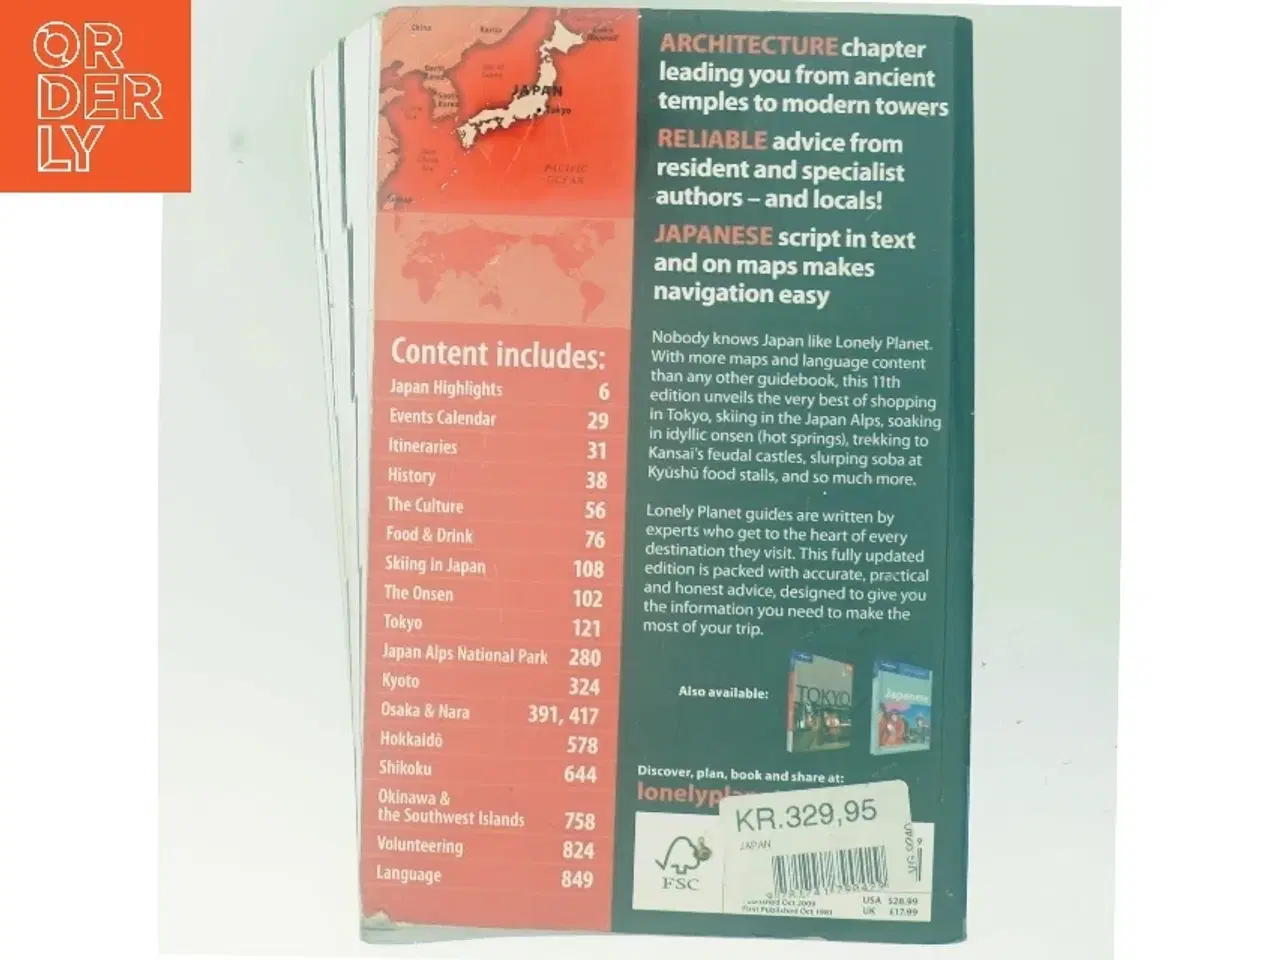 OR
DER
LY
China
Korea
JAPAN
Tokyo
PACIFIC
OCEAN
Content includes:
Japan Highlights 6
Events Calendar 29
Itineraries 31
History 38
The Culture 56
Food & Drink 76
Skiing in Japan 108
The Onsen 102
Tokyo 121
Japan Alps National Park 280
Kyoto 324
Osaka & Nara 391, 417
Hokkaidō 578
Shikoku 644
Okinawa &
the Southwest Islands 758
Volunteering 824
Language 849
ARCHITECTURE chapter
leading you from ancient
temples to modern towers
RELIABLE advice from
resident and specialist
authors – and locals!
JAPANESE script in text
and on maps makes
navigation easy
Nobody knows Japan like Lonely Planet.
With more maps and language content
than any other guidebook, this 11th
edition unveils the very best of shopping
in Tokyo, skiing in the Japan Alps, soaking
in idyllic onsen (hot springs), trekking to
Kansai's feudal castles, slurping soba at
Kyūshū food stalls, and so much more.
Lonely Planet guides are written by
experts who get to the heart of every
destination they visit. This fully updated
edition is packed with accurate, practical
and honest advice, designed to give you
the information you need to make the
most of your trip.
Also available:
TOKYO
Japanese
Discover, plan, book and share at:
lonelypla
KR.329,95
JAPAN
FSC
USA $28.99
First Published Oct 1981 UK £17.99